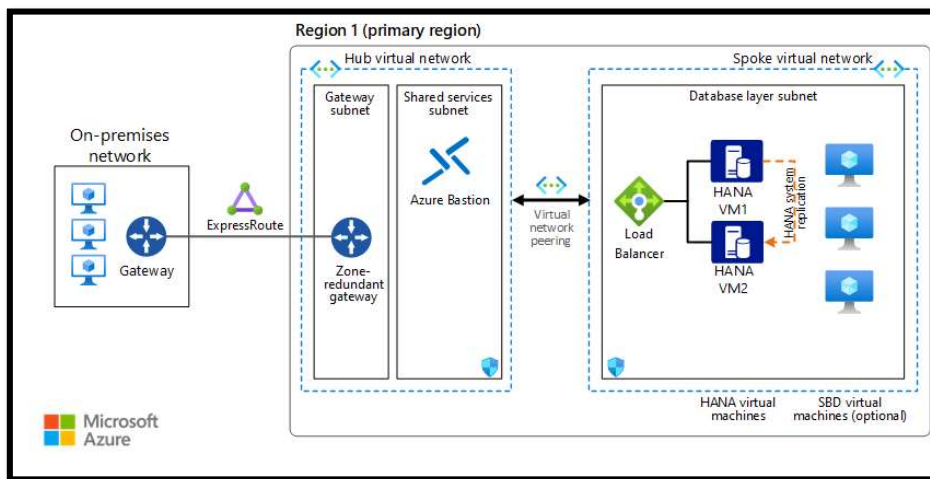 Region 1 (primary region)
Hub virtual network
Spoke virtual network
Gateway
subnet
Shared services
subnet
Database layer subnet
On-premises
network
Gateway
ExpressRoute
Zone-
redundant
gateway
Azure Bastion
Virtual
network
peering
Load
Balancer
HANA
VM1
HANA system
replication
HANA
VM2
HANA virtual
machines
SBD virtual
machines (optional)
Microsoft
Azure